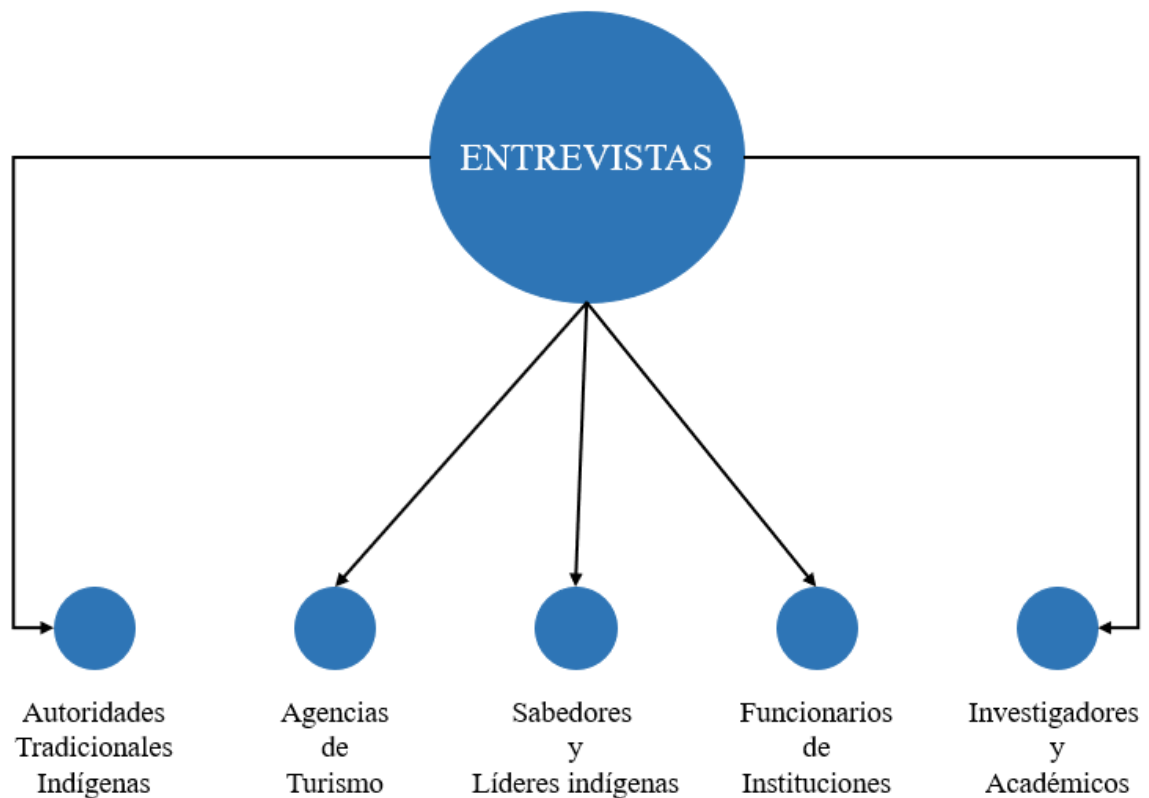 ENTREVISTAS
Autoridades
Tradicionales
Indígenas
Agencias
de
Turismo
Sabedores
y
Líderes indígenas
Funcionarios
de
Instituciones
Investigadores
y
Académicos